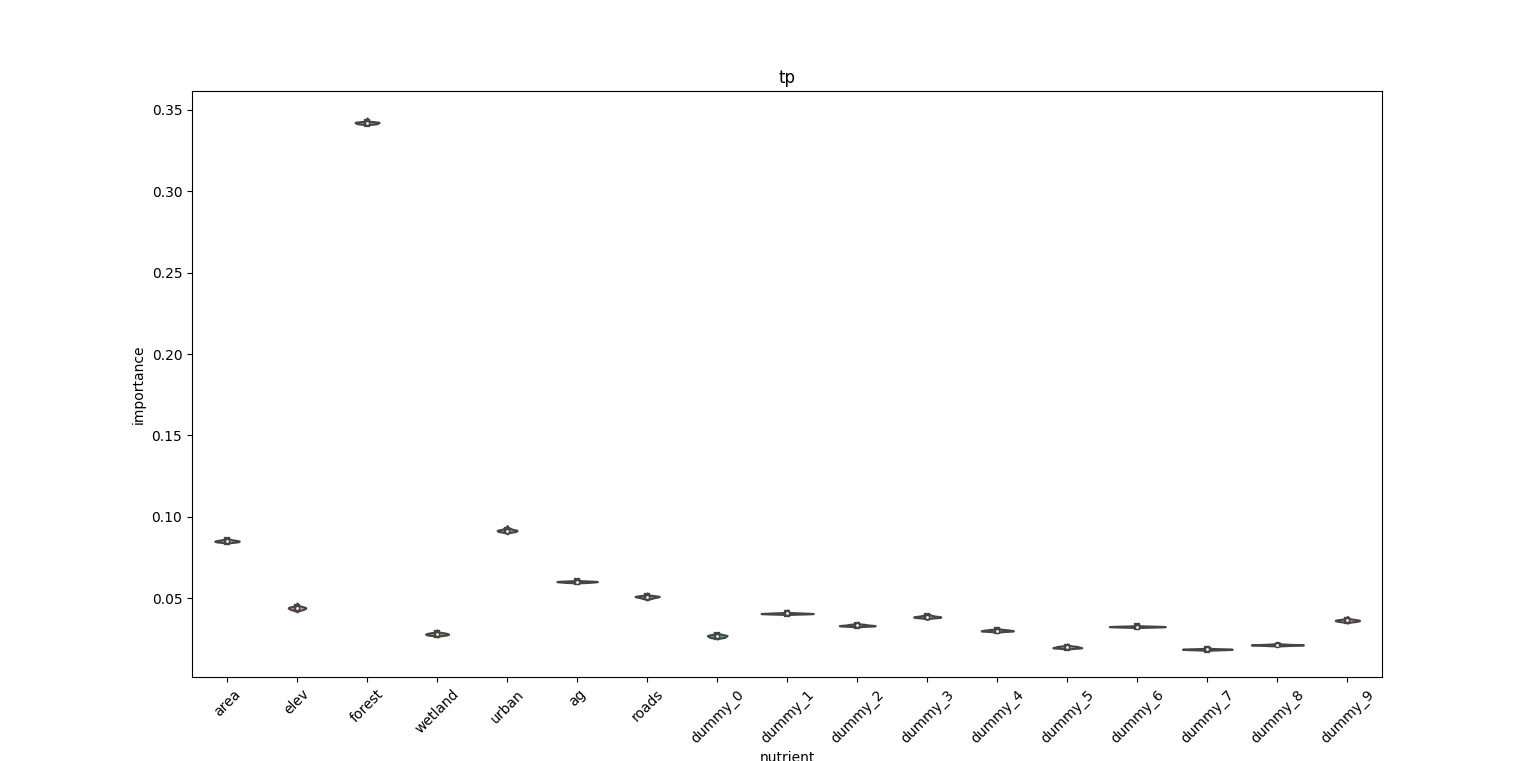 tp
0.35
0.30
0.25
0.20
0.15
0.10
0.05
importance
area
elev
forest
wetland
urban
ag
roads
dummy_0
dummy_1
dummy_2
dummy_3
dummy_4
dummy_5
dummy_6
dummy_7
dummy_8
dummy_9
nutrient